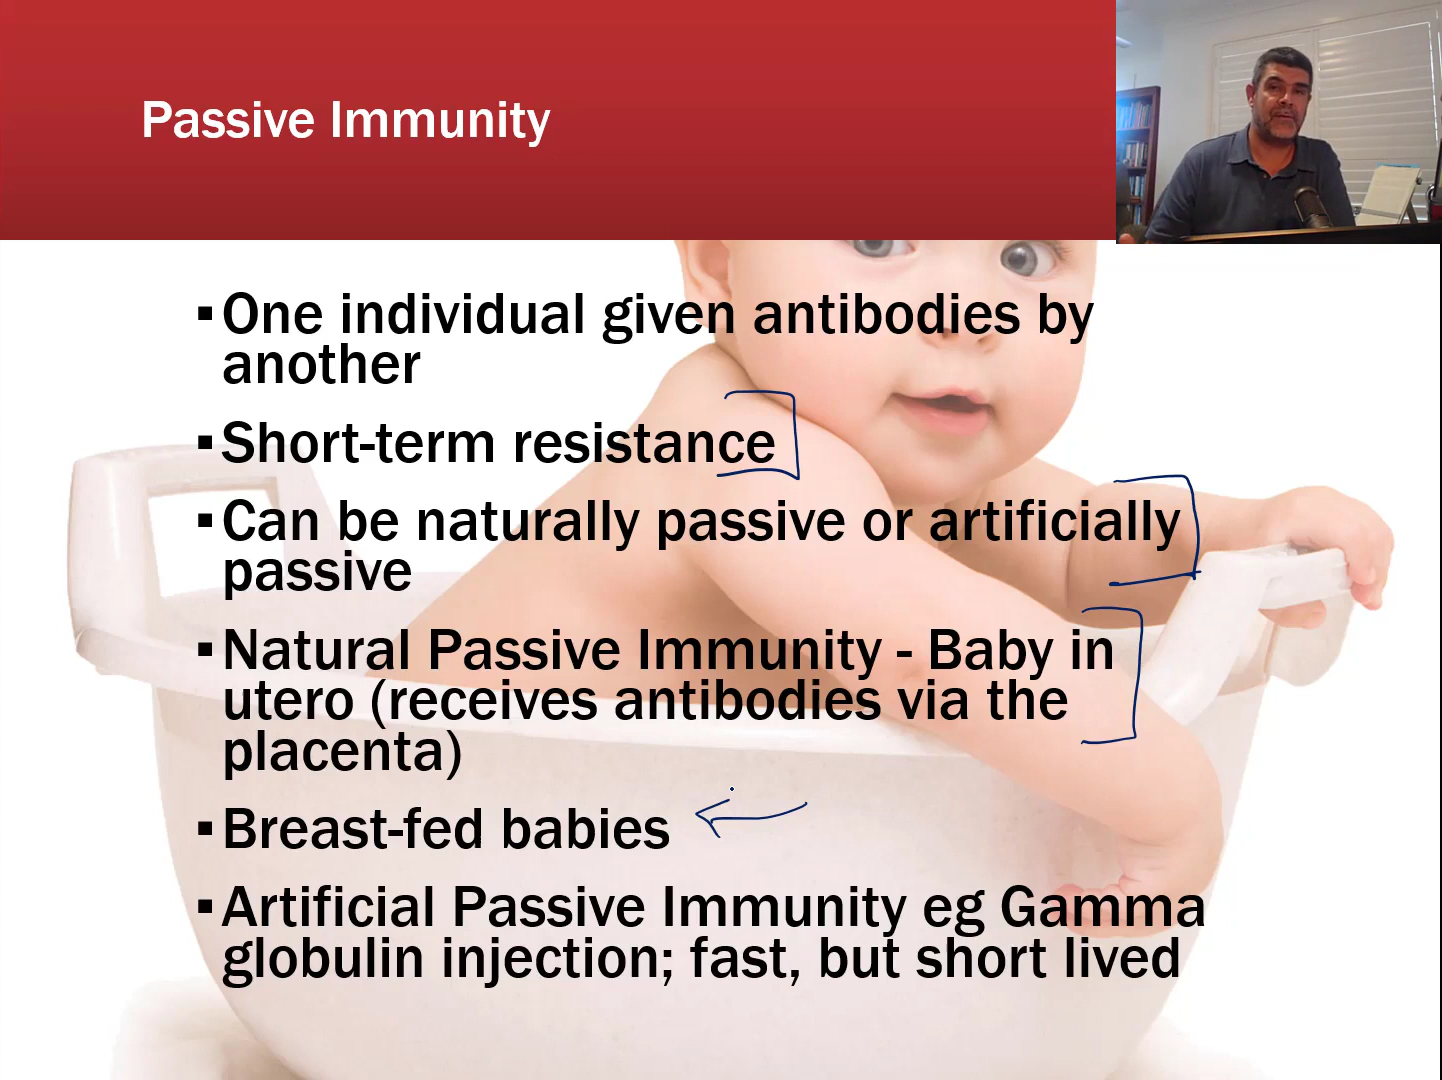 Passive Immunity
▪One individual given antibodies by
another
▪Short-term resistance
▪Can be naturally passive or artificially
passive
▪Natural Passive Immunity - Baby in
utero (receives antibodies via the
placenta)
▪Breast-fed babies
▪Artificial Passive Immunity eg Gamma
globulin injection; fast, but short lived